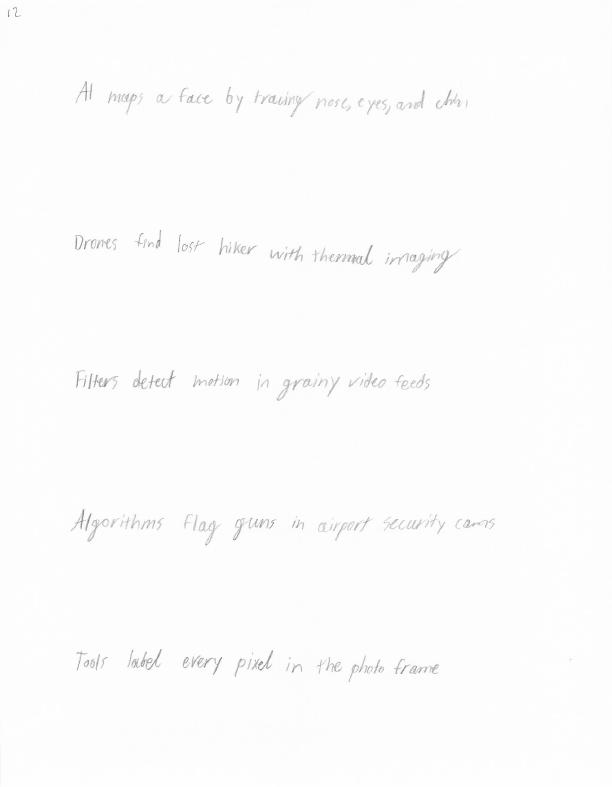 12
AI maps a face by tracing nose, eyes, and chin
Drones find lost hiker with thermal imaging
Filters detect motion in grainy video feeds
Algorithms flag guns in airport security cams
Tools label every pixel in the photo frame